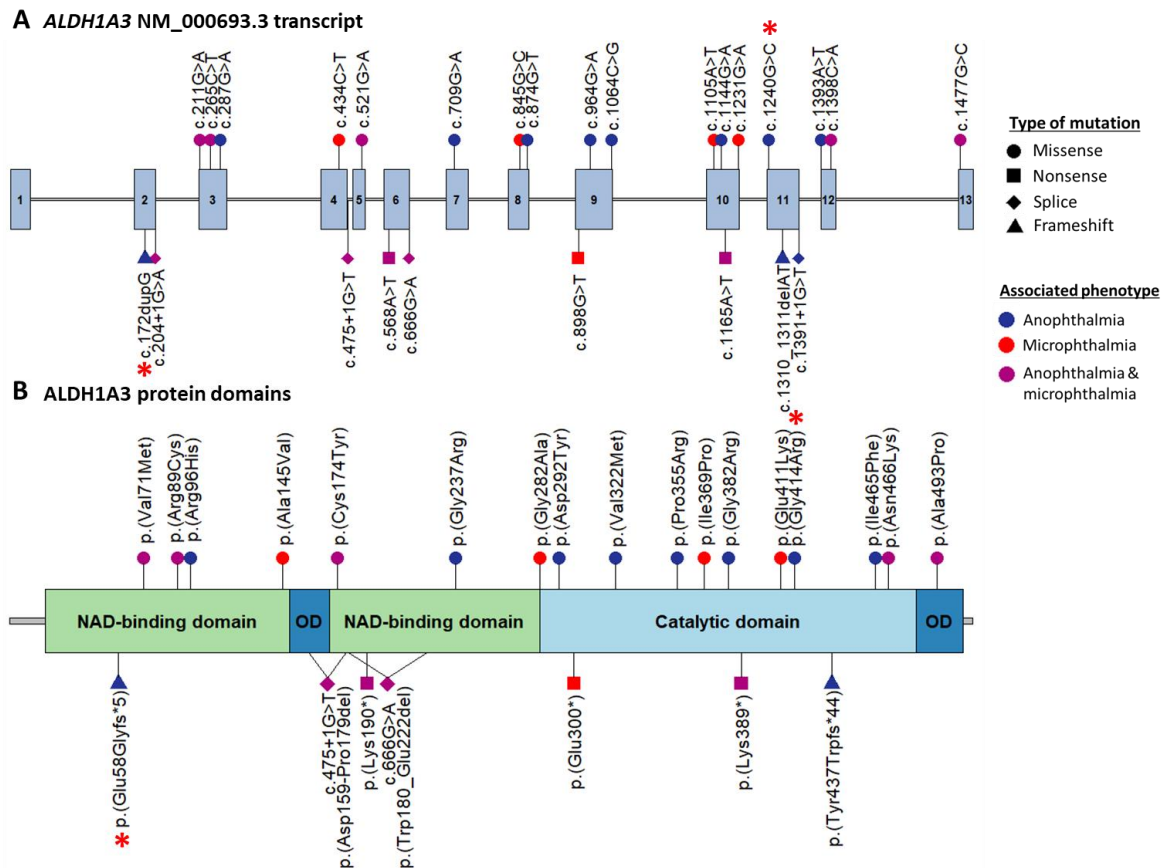 A ALDH1A3 NM_000693.3 transcript
*
c.211G>A
c.265C>T
c.287G>A
c.434C>T
c.521G>A
c.709G>A
c.845G>C
c.874G>T
c.964G>A
c.1064C>G
c.1105A>T
c.1144G>A
c.1231G>A
c.1240G>C
c.1393A>T
c.1398C>A
c.1477G>C
1
2
3
4
5
6
7
8
9
10
11
12
13
c.172dupG
c.204+1G>A
c.475+1G>T
c.568A>T
c.666G>A
c.898G>T
c.1165A>T
c.1310_1311delAT
c.1391+1G>T
*
*
Type of mutation
Missense
Nonsense
Splice
Frameshift
Associated phenotype
Anophthalmia
Microphthalmia
Anophthalmia &
microphthalmia
B ALDH1A3 protein domains
p.(Val71Met)
p.(Arg89Cys)
p.(Arg96His)
p.(Ala145Val)
p.(Cys174Tyr)
p.(Gly237Arg)
p.(Gly282Ala)
p.(Asp292Tyr)
p.(Val322Met)
p.(Pro355Arg)
p.(Ile369Pro)
p.(Gly382Arg)
p.(Glu411Lys)
p.(Gly414Arg)
p.(Ile465Phe)
p.(Asn466Lys)
p.(Ala493Pro)
NAD-binding domain
OD
NAD-binding domain
Catalytic domain
OD
p.(Glu58Glyfs*5)
c.475+1G>T
p.(Asp159-Pro179del)
p.(Lys190*)
c.666G>A
p.(Trp180_Glu222del)
p.(Glu300*)
p.(Lys389*)
p.(Tyr437Trpfs*44)
*